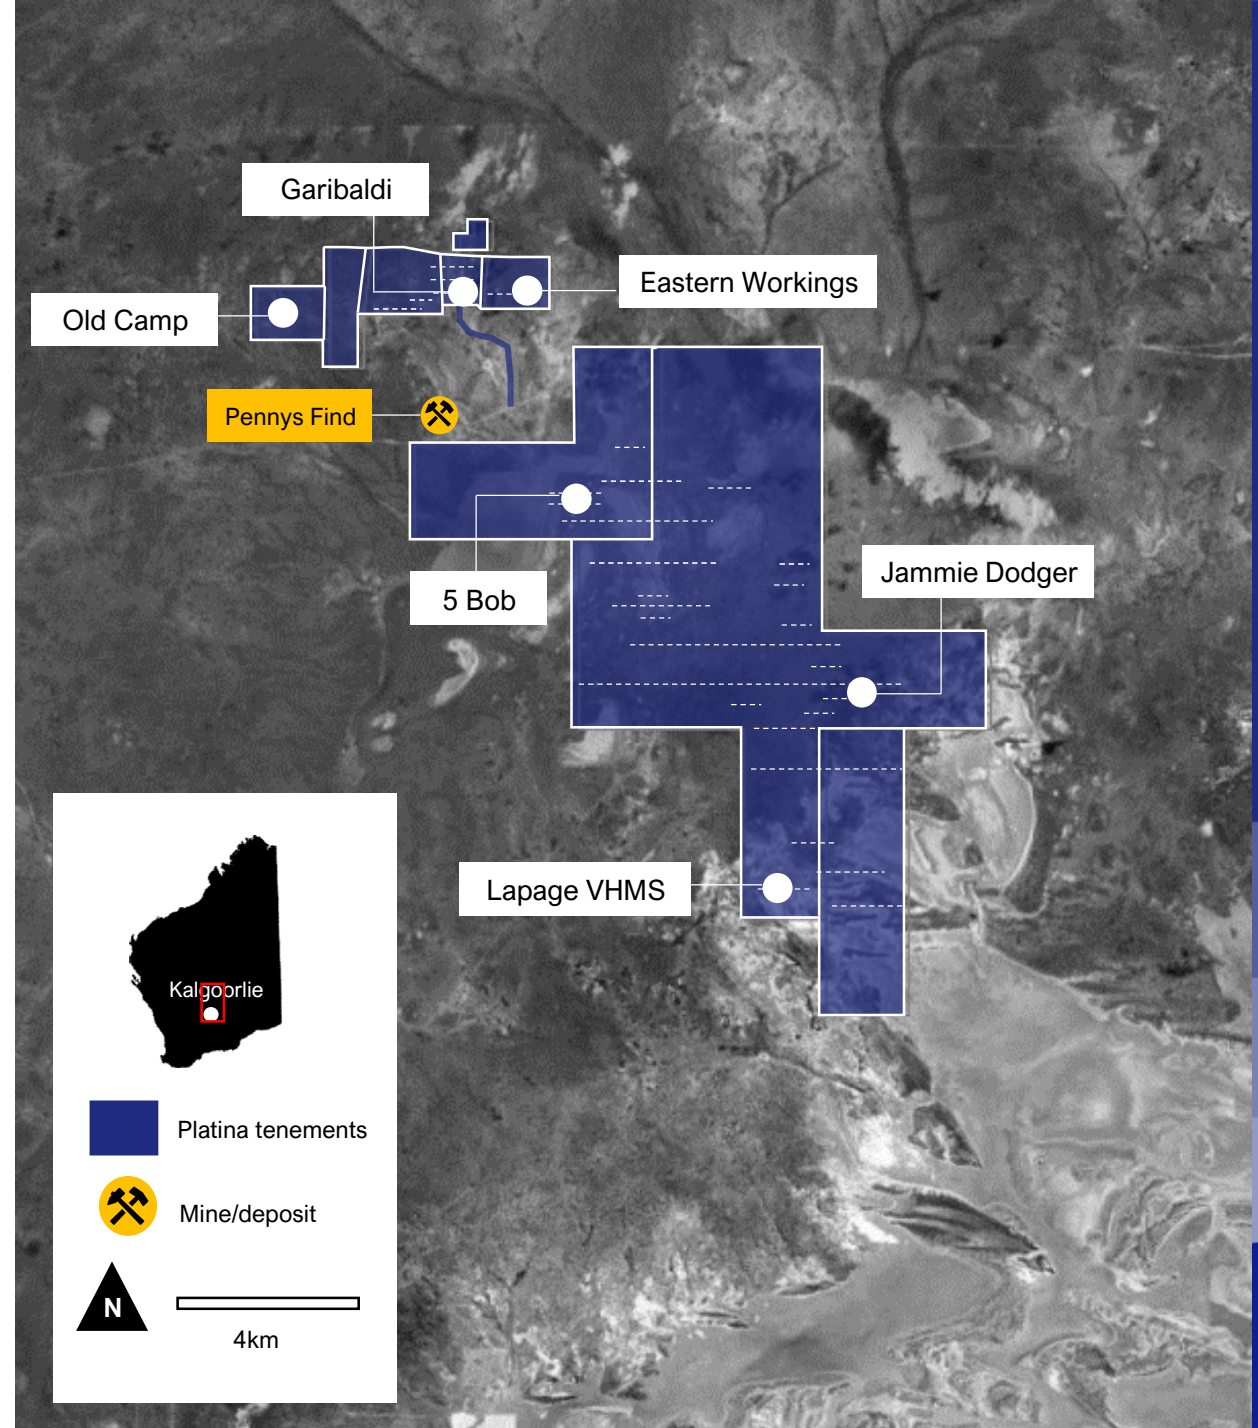 Garibaldi
Eastern Workings
Old Camp
Pennys Find
Jammie Dodger
5 Bob
Lapage VHMS
Kalgoorlie
Platina tenements
Mine/deposit
N
4km